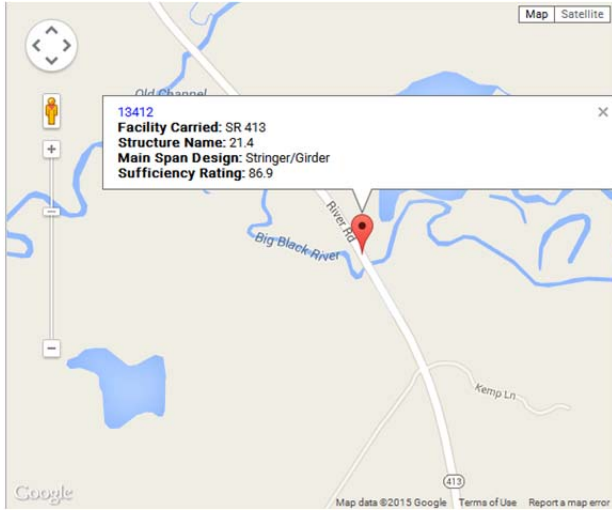 Map Satellite
Old Channel
13412
Facility Carried: SR 413
Structure Name: 21.4
Main Span Design: Stringer/Girder
Sufficiency Rating: 86.9
River Rd
Big Black River
Kemp Ln
413
Google
Map data ©2015 Google Terms of Use Report a map error